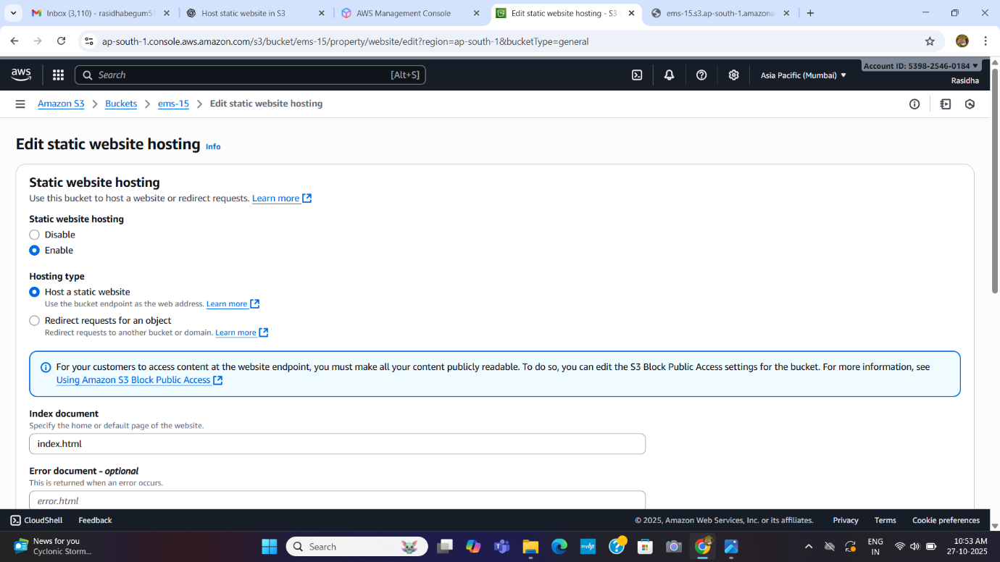 Inbox (3,110) - rasidhabegum51
Host static website in S3
AWS Management Console
Edit static website hosting - S3
ems-15.s3.ap-south-1.amazona
ap-south-1.console.aws.amazon.com/s3/bucket/ems-15/property/website/edit?region=ap-south-1&bucketType=general
aws
Search
[Alt+S]
Asia Pacific (Mumbai)
Account ID: 5398-2546-0184
Rasidha
Amazon S3 > Buckets > ems-15 > Edit static website hosting
Edit static website hosting Info
Static website hosting
Use this bucket to host a website or redirect requests. Learn more
Static website hosting
Disable
Enable
Hosting type
Host a static website
Use the bucket endpoint as the web address. Learn more
Redirect requests for an object
Redirect requests to another bucket or domain. Learn more
For your customers to access content at the website endpoint, you must make all your content publicly readable. To do so, you can edit the S3 Block Public Access settings for the bucket. For more information, see
Using Amazon S3 Block Public Access
Index document
Specify the home or default page of the website.
index.html
Error document - optional
This is returned when an error occurs.
error.html
CloudShell
Feedback
© 2025, Amazon Web Services, Inc. or its affiliates.
Privacy
Terms
Cookie preferences
News for you
Cyclonic Storm...
Search
myhp
ENG
IN
10:53 AM
27-10-2025